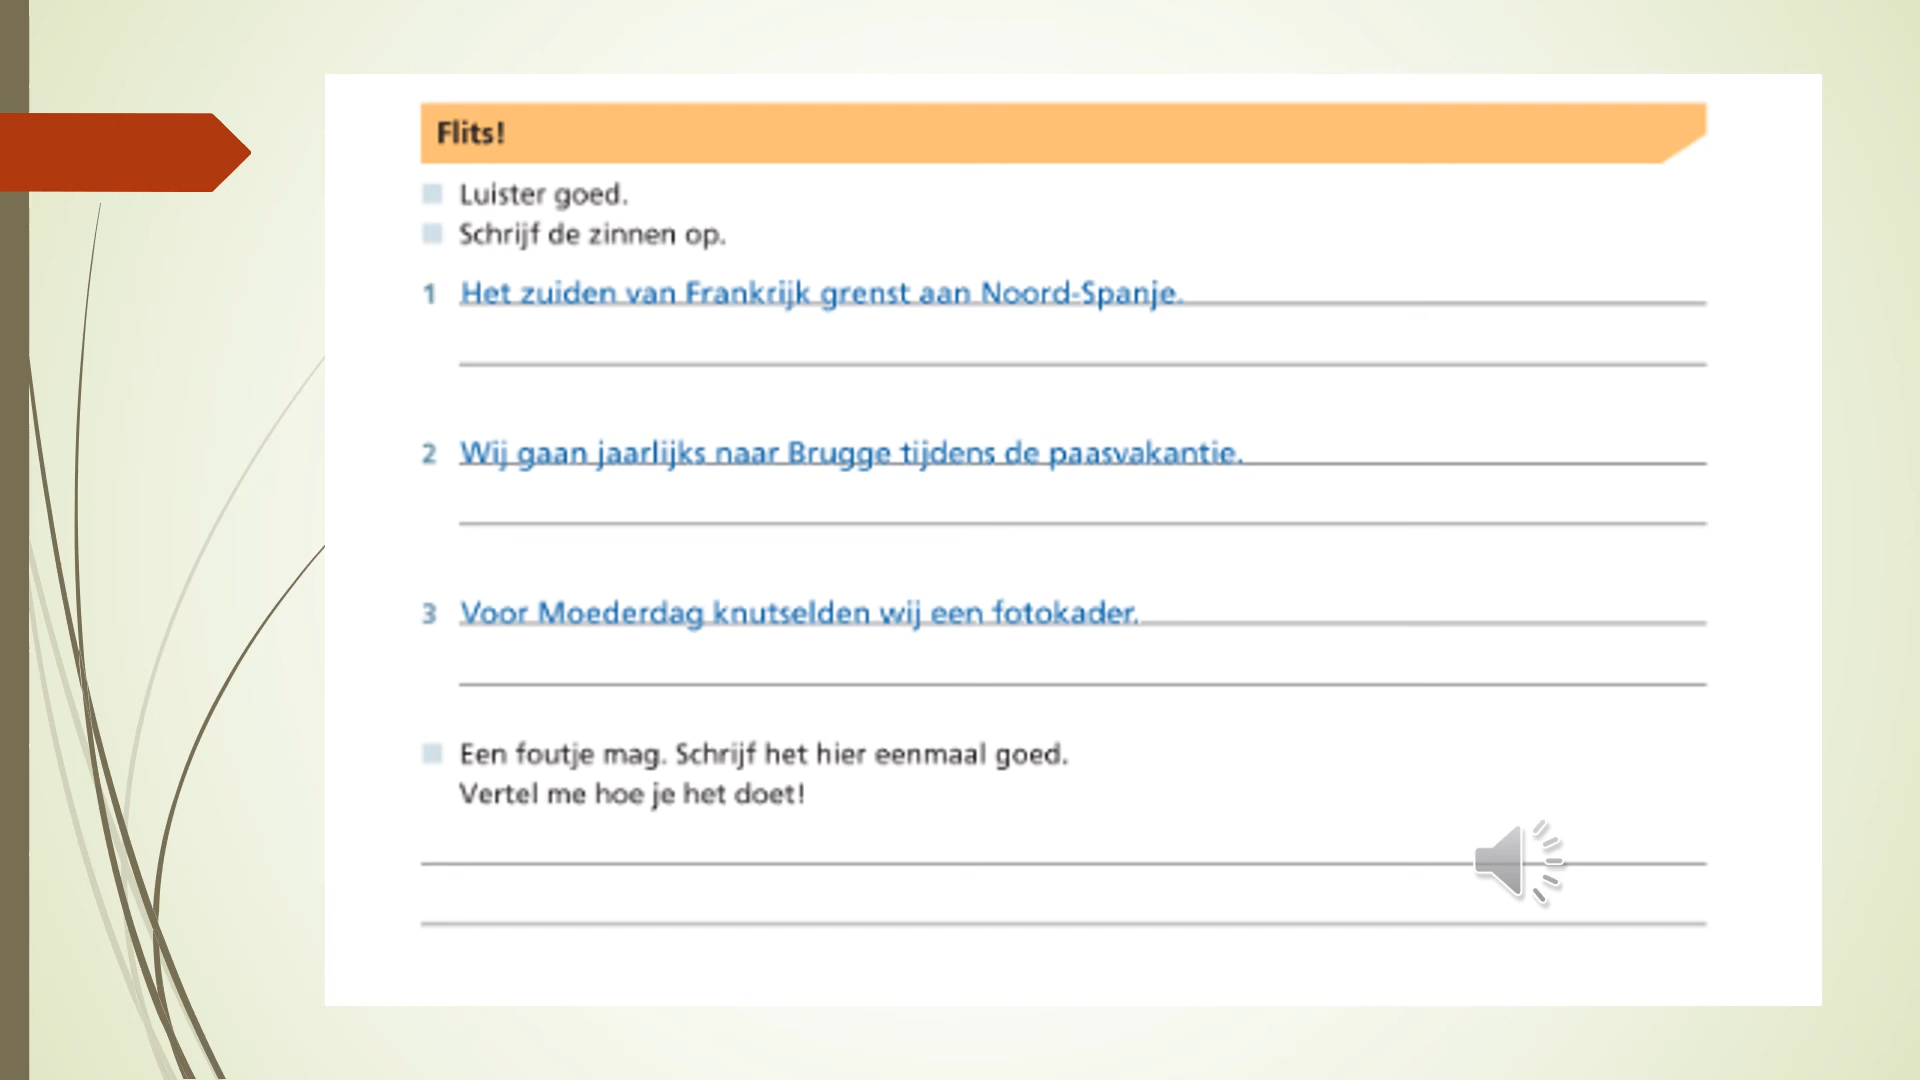 Flits!
Luister goed.
Schrijf de zinnen op.
1 Het zuiden van Frankrijk grenst aan Noord-Spanje.
2 Wij gaan jaarlijks naar Brugge tijdens de paasvakantie.
3 Voor Moederdag knutselden wij een fotokader.
Een foutje mag. Schrijf het hier eenmaal goed.
Vertel me hoe je het doet!